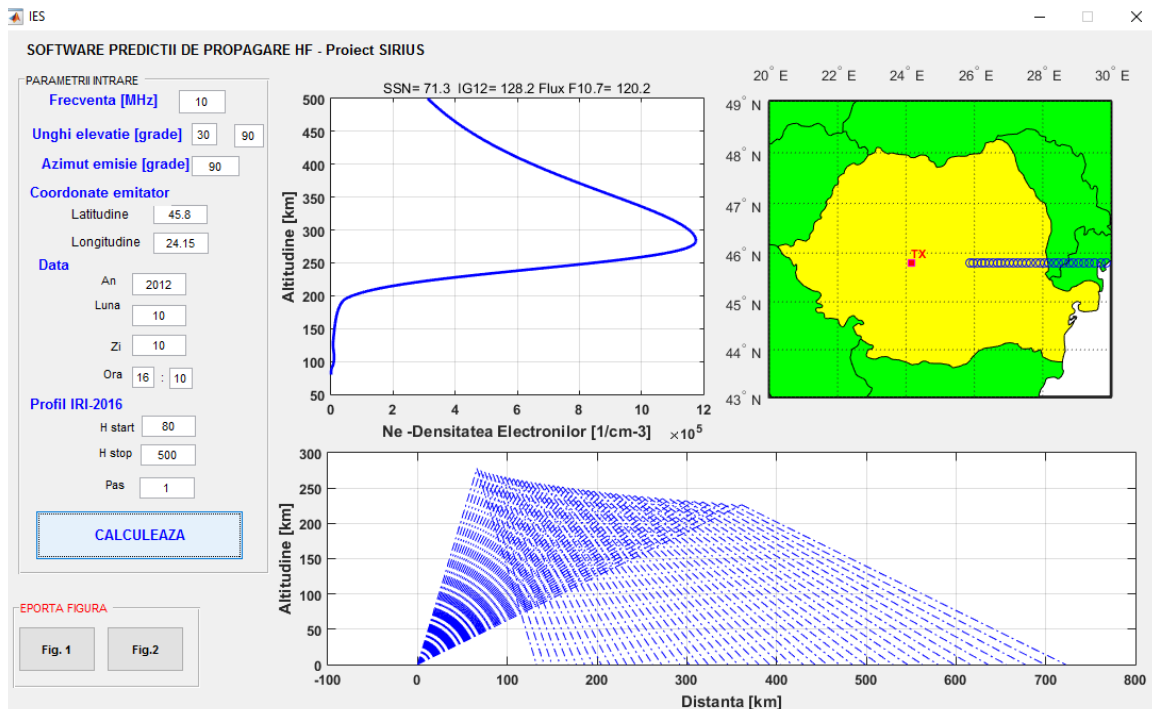 IES
SOFTWARE PREDICTII DE PROPAGARE HF - Proiect SIRIUS
PARAMETRII INTRARE
Frecventa [MHz] 10
Unghi elevatie [grade] 30 90
Azimut emisie [grade] 90
Coordonate emitator
Latitudine 45.8
Longitudine 24.15
Data
An 2012
Luna 10
Zi 10
Ora 16 : 10
Profil IRI-2016
H start 80
H stop 500
Pas 1
CALCULEAZA
EPORTA FIGURA
Fig. 1 Fig.2
SSN= 71.3 IG12= 128.2 Flux F10.7= 120.2
500
450
400
350
300
250
200
150
100
50
Altitudine [km]
0 2 4 6 8 10 12
Ne -Densitatea Electronilor [1/cm-3] ×10^5
20° E 22° E 24° E 26° E 28° E 30° E
49° N
48° N
47° N
46° N
45° N
44° N
43° N
TX
300
250
200
150
100
50
0
Altitudine [km]
-100 0 100 200 300 400 500 600 700 800
Distanta [km]